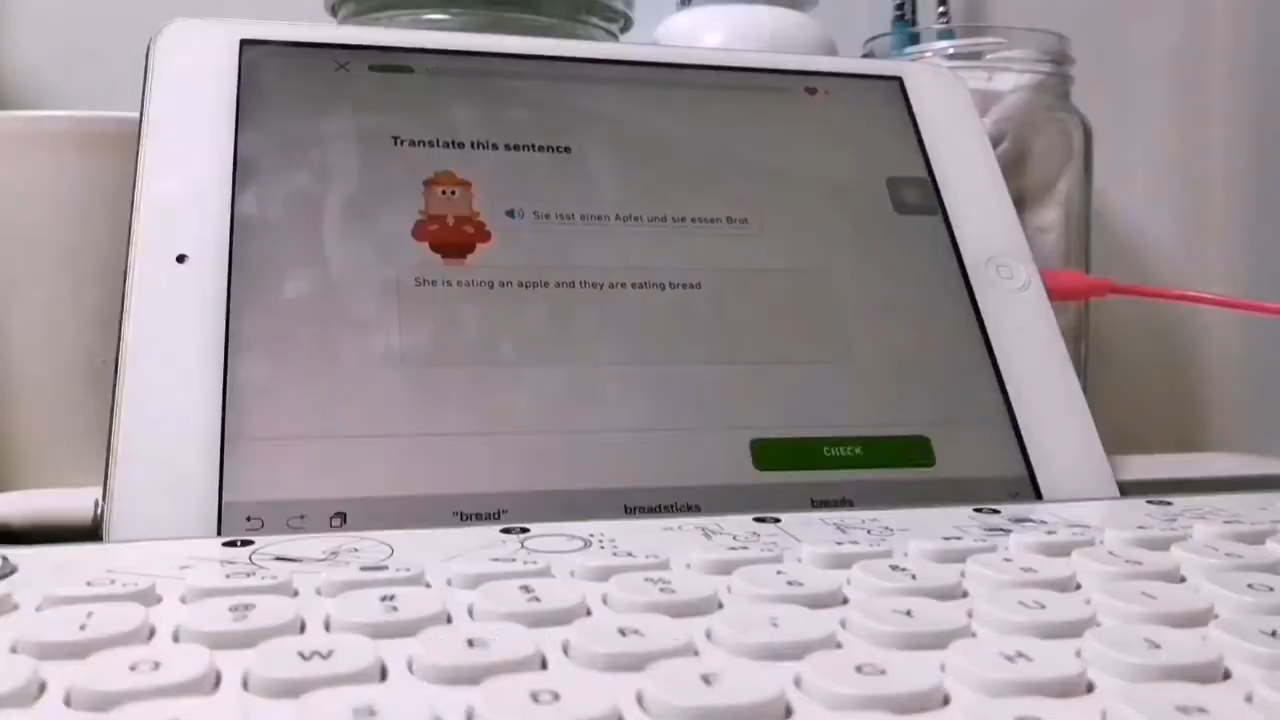 Translate this sentence
Sie isst einen Apfel und sie essen Brot.
She is eating an apple and they are eating bread
CHECK
"bread"
breadsticks
breads
W
E
R
Y
U
I
O
D
F
G
H
J